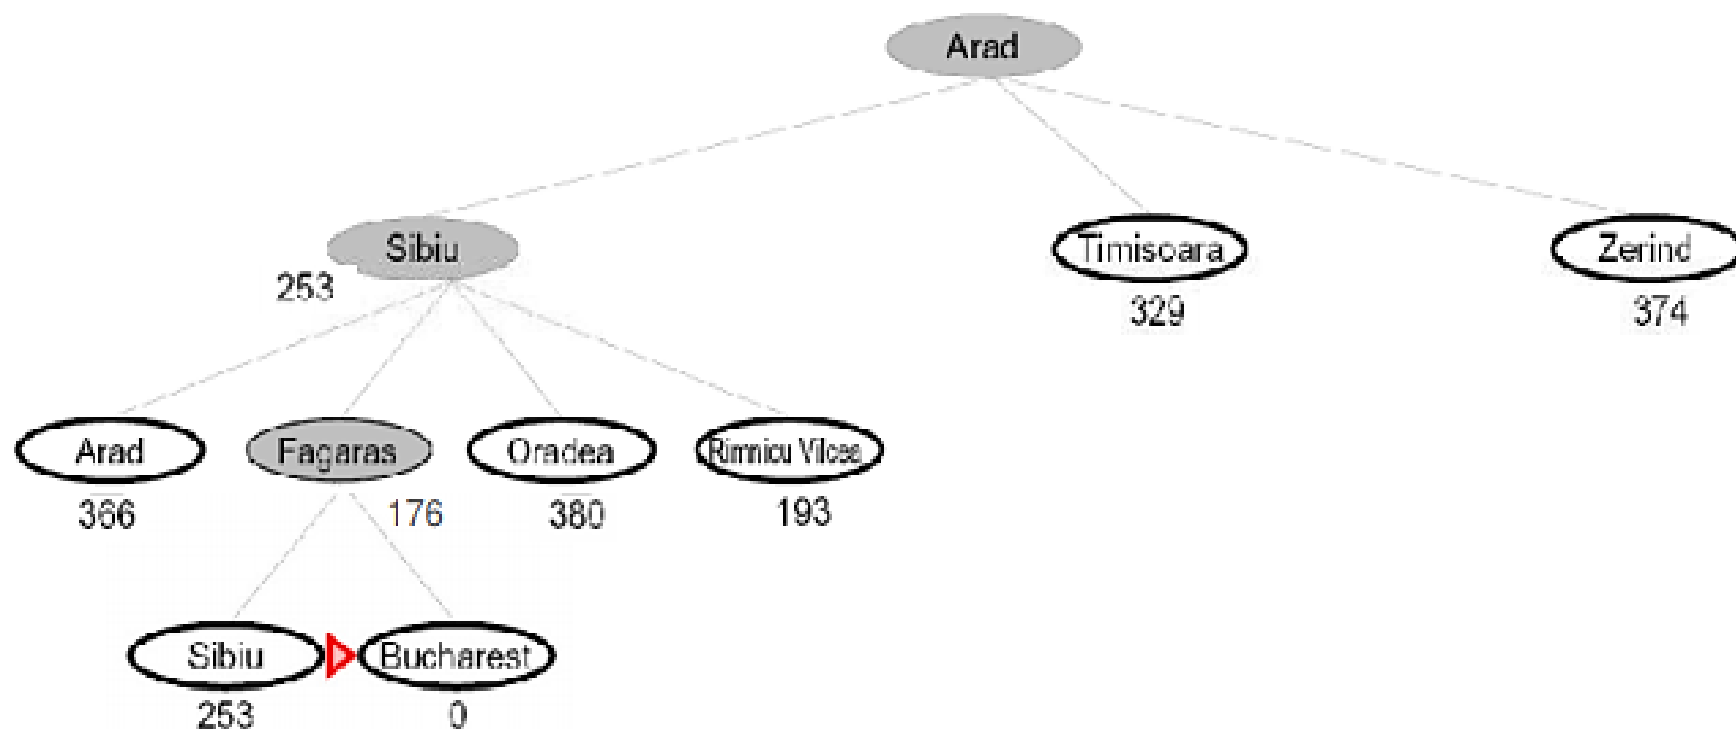 Arad
Sibiu
Timisoara
Zerind
253
329
374
Arad
Fagaras
Oradea
Rimnicu Vilcea
366
176
380
193
Sibiu
Bucharest
253
0